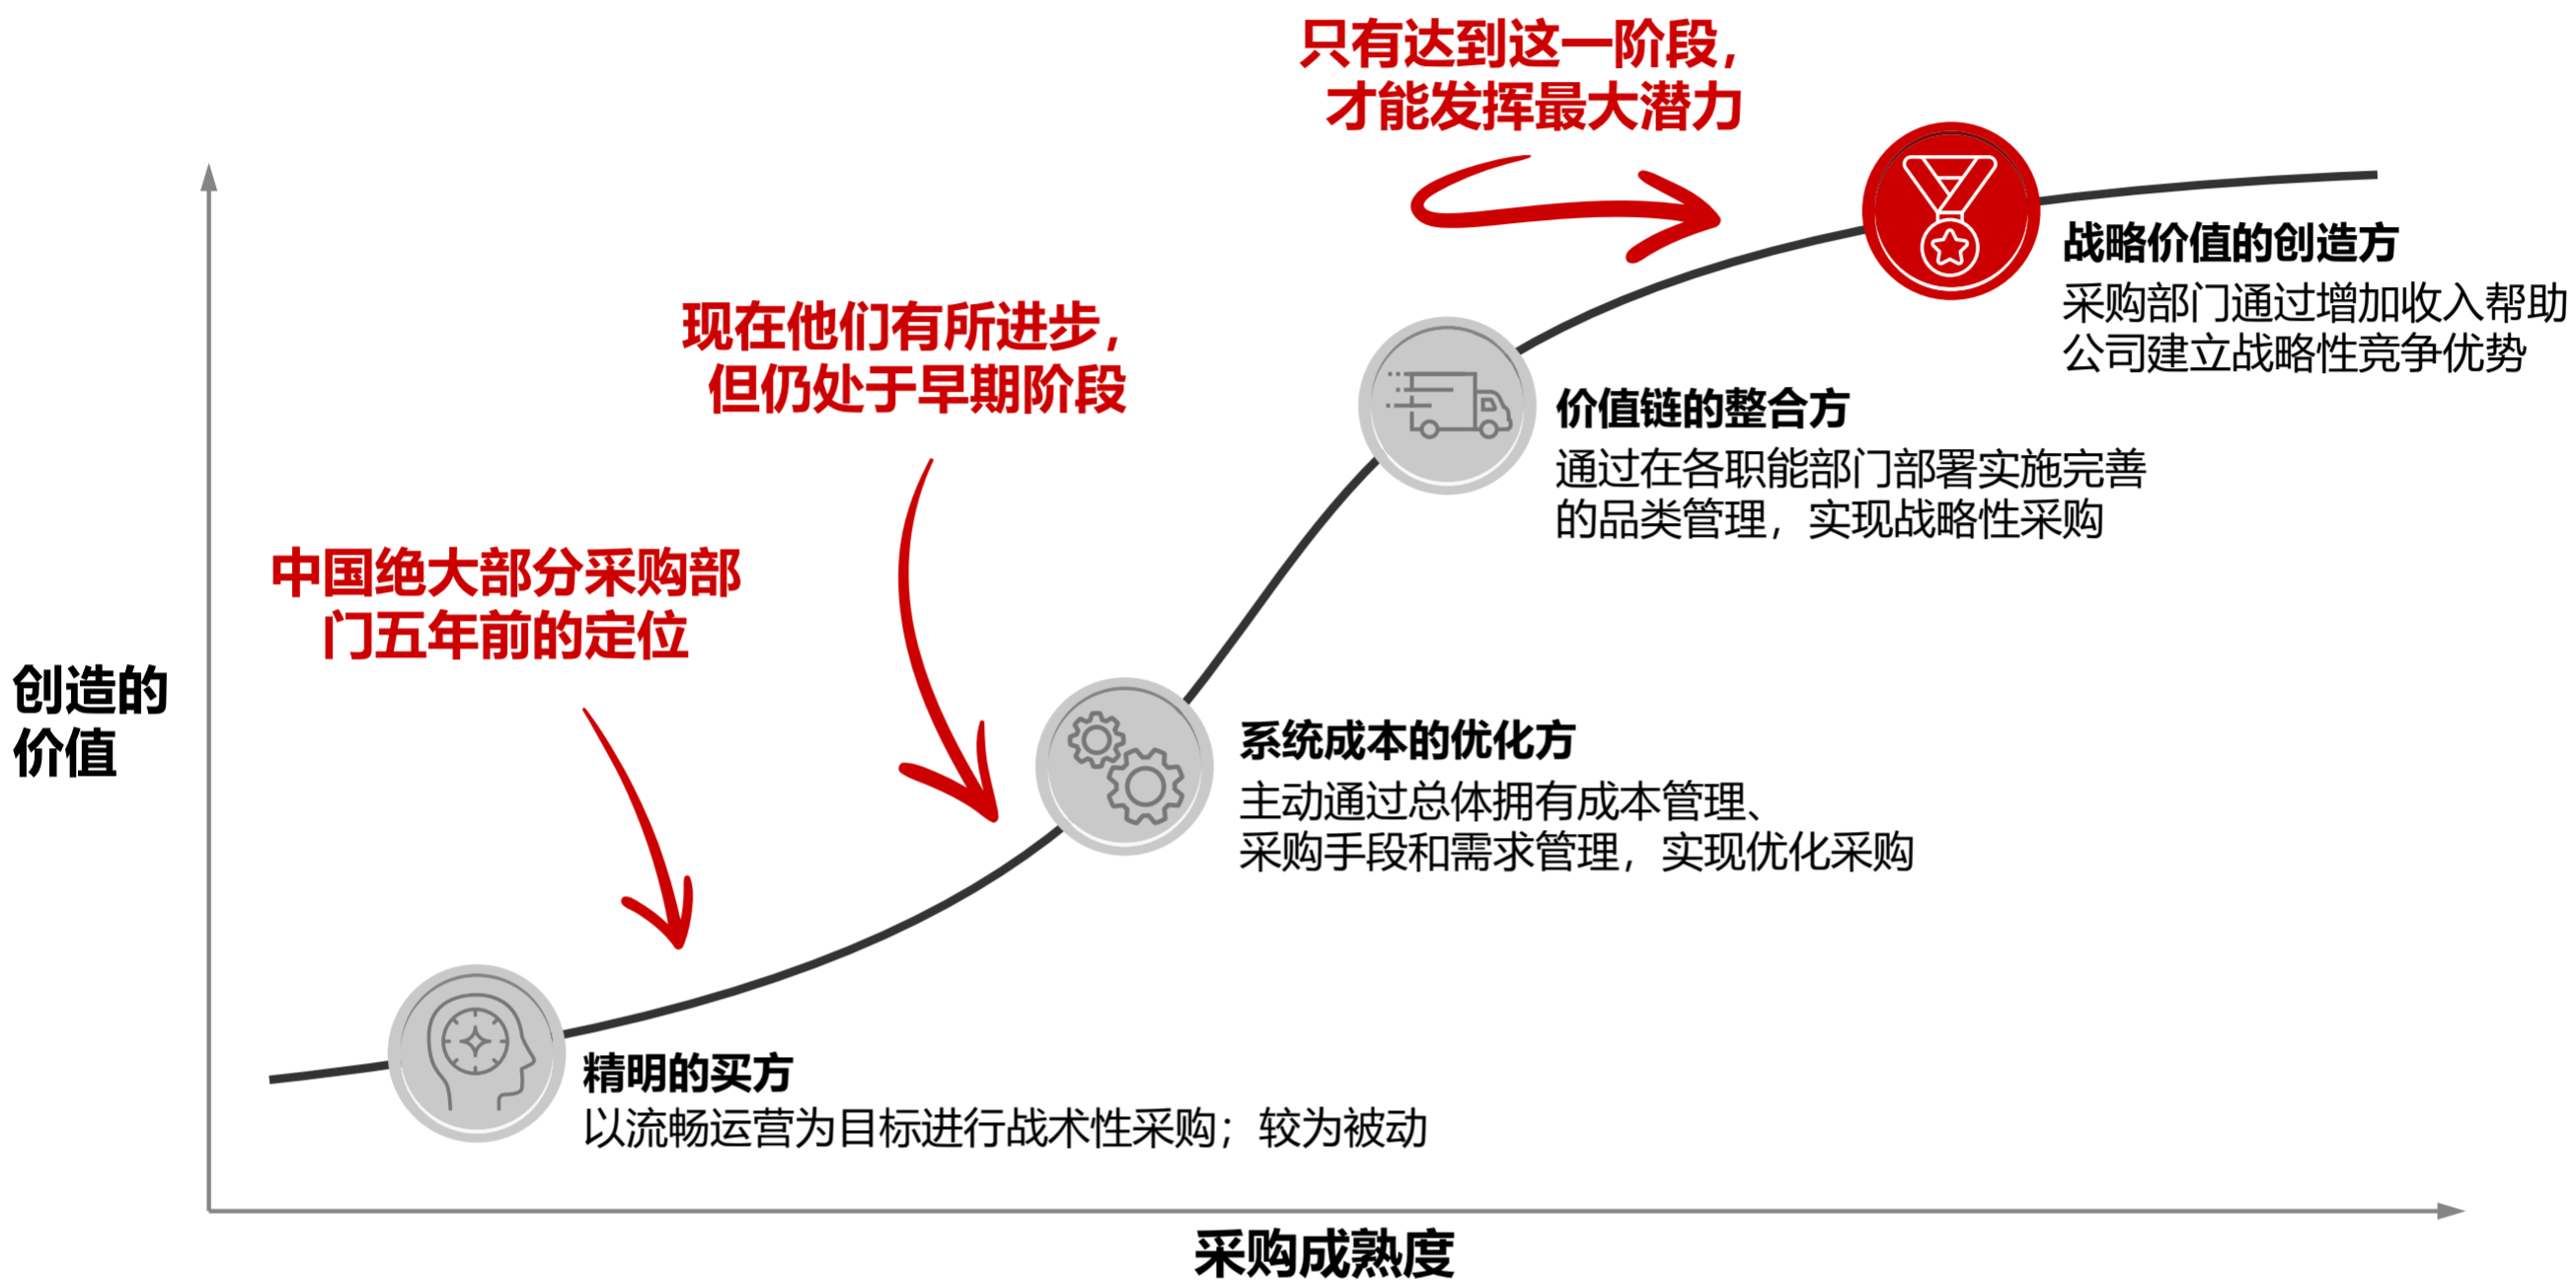 只有达到这一阶段，
才能发挥最大潜力
战略价值的创造方
采购部门通过增加收入帮助
公司建立战略性竞争优势
现在他们有所进步，
但仍处于早期阶段
价值链的整合方
通过在各职能部门部署实施完善
的品类管理，实现战略性采购
中国绝大部分采购部
门五年前的定位
创造的
价值
系统成本的优化方
主动通过总体拥有成本管理、
采购手段和需求管理，实现优化采购
精明的买方
以流畅运营为目标进行战术性采购；较为被动
采购成熟度